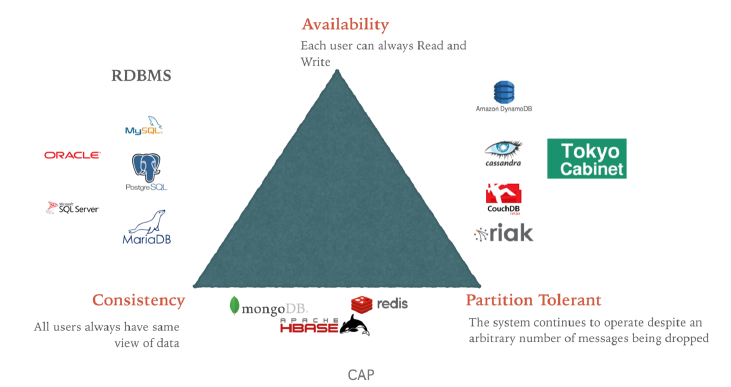 Availability
Each user can always Read and
Write
RDBMS
MySQL
ORACLE
PostgreSQL
Microsoft
SQL Server
MariaDB
Amazon DynamoDB
cassandra
Tokyo
Cabinet
CouchDB
relax
riak
Consistency
All users always have same
view of data
mongoDB
redis
APACHE
HBASE
Partition Tolerant
The system continues to operate despite an
arbitrary number of messages being dropped
CAP